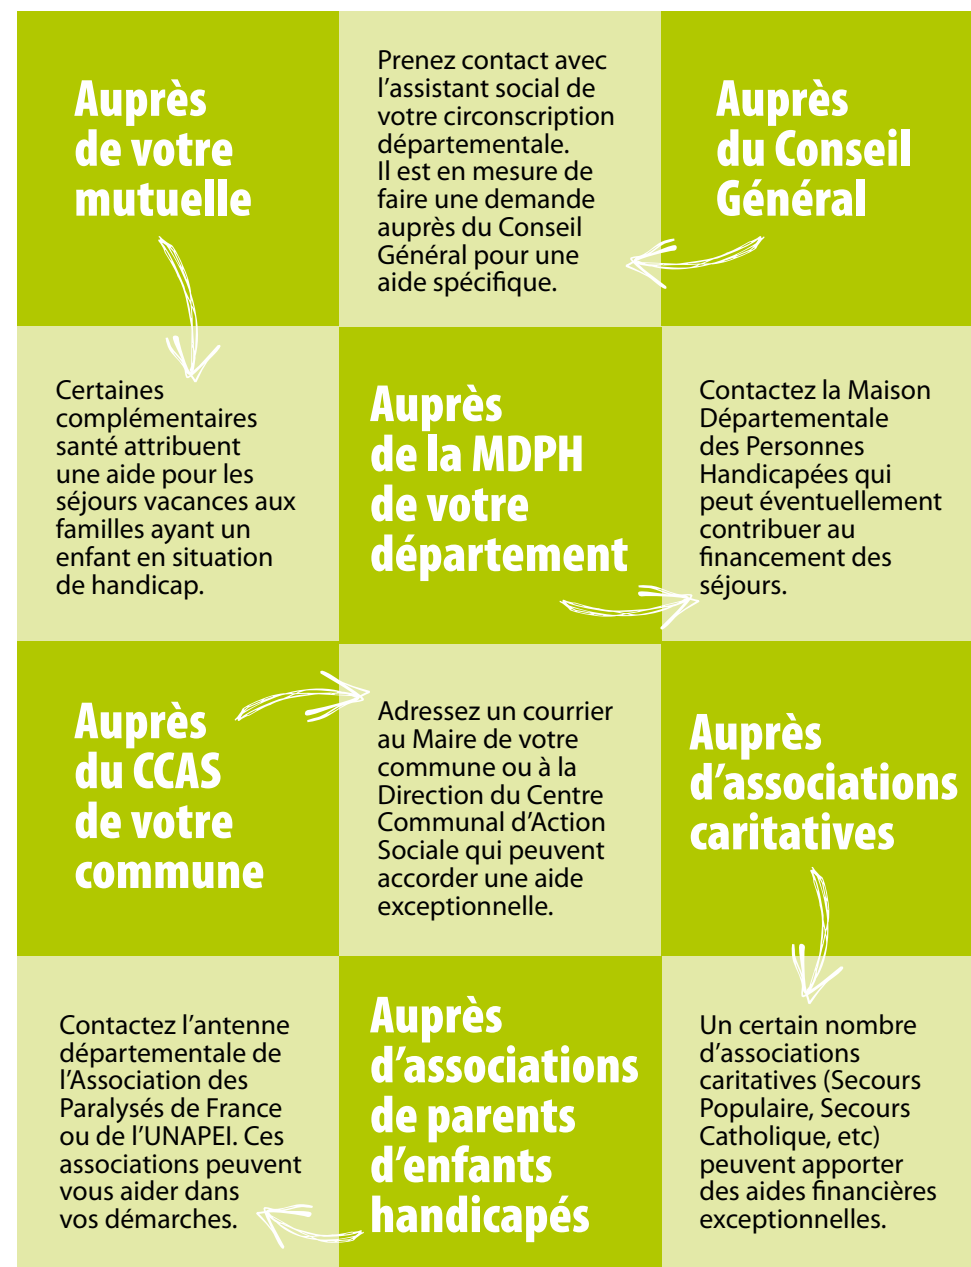 Auprès
de votre
mutuelle
Prenez contact avec
l'assistant social de
votre circonscription
départementale.
Il est en mesure de
faire une demande
auprès du Conseil
Général pour une
aide spécifique.
Auprès
du Conseil
Général
Certaines
complémentaires
santé attribuent
une aide pour les
séjours vacances aux
familles ayant un
enfant en situation
de handicap.
Auprès
de la MDPH
de votre
département
Contactez la Maison
Départementale
des Personnes
Handicapées qui
peut éventuellement
contribuer au
financement des
séjours.
Auprès
du CCAS
de votre
commune
Adressez un courrier
au Maire de votre
commune ou à la
Direction du Centre
Communal d'Action
Sociale qui peuvent
accorder une aide
exceptionnelle.
Auprès
d'associations
caritatives
Contactez l'antenne
départementale de
l'Association des
Paralysés de France
ou de l'UNAPEI. Ces
associations peuvent
vous aider dans
vos démarches.
Auprès
d'associations
de parents
d'enfants
handicapés
Un certain nombre
d'associations
caritatives (Secours
Populaire, Secours
Catholique, etc)
peuvent apporter
des aides financières
exceptionnelles.